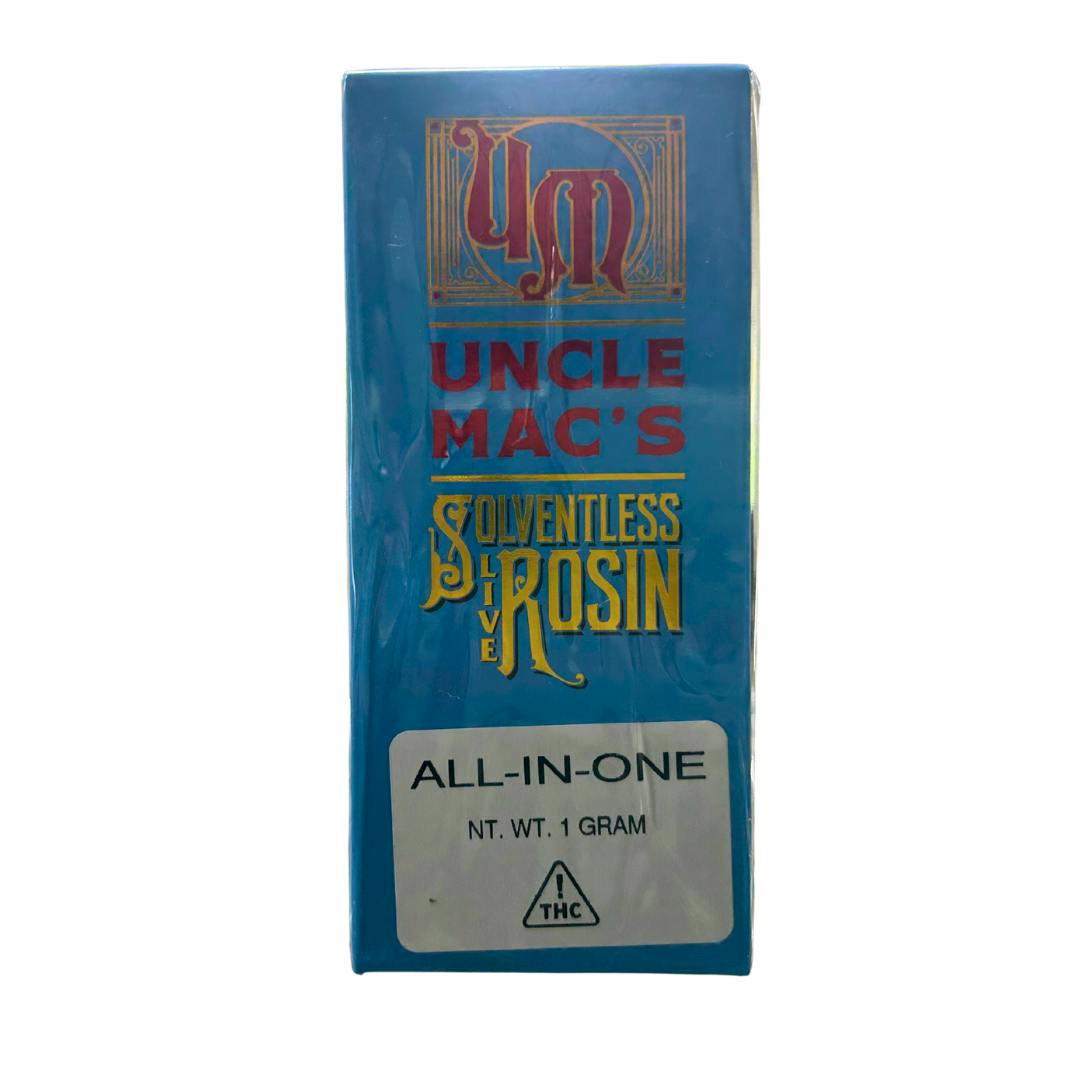 UM
UNCLE
MAC'S
SOLVENTLESS
LIVE ROSIN
ALL-IN-ONE
NT. WT. 1 GRAM
!
THC